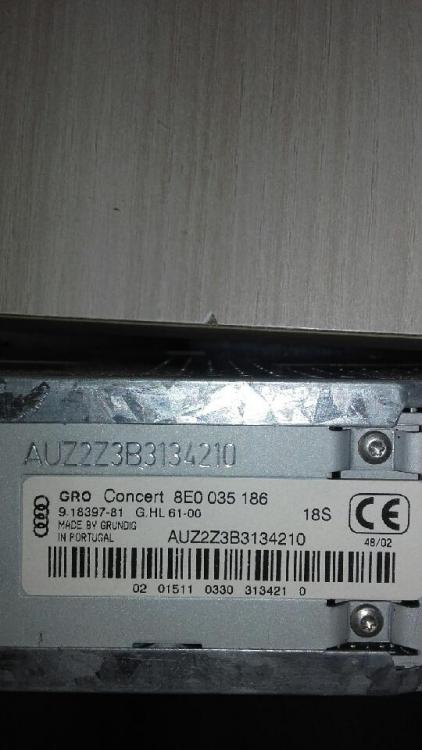 AUZ2Z3B3134210
GRO Concert 8E0 035 186
9.18397-81 G.HL 61-00 18S CE
MADE BY GRUNDIG
IN PORTUGAL AUZ2Z3B3134210 48/02
02 01511 0330 313421 0